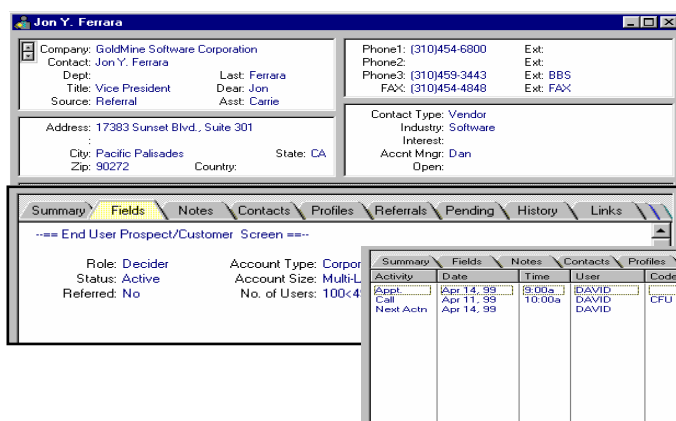 Jon Y. Ferrara
Company: GoldMine Software Corporation
Contact: Jon Y. Ferrara
Dept: Last: Ferrara
Title: Vice President Dear: Jon
Source: Referral Asst: Carrie
Phone1: (310)454-6800 Ext:
Phone2: Ext:
Phone3: (310)459-3443 Ext: BBS
FAX: (310)454-4848 Ext: FAX
Address: 17383 Sunset Blvd., Suite 301
:
City: Pacific Palisades State: CA
Zip: 90272 Country:
Contact Type: Vendor
Industry: Software
Interest:
Accnt Mngr: Dan
Open:
Summary Fields Notes Contacts Profiles Referrals Pending History Links
--== End User Prospect/Customer Screen ==--
Role: Decider Account Type: Corpor
Status: Active Account Size: Multi-L
Referred: No No. of Users: 100<4
Summary Fields Notes Contacts Profiles
Activity Date Time User Code
Appt. Apr 14, 99 9:00a DAVID
Call Apr 11, 99 10:00a DAVID CFU
Next Actn Apr 14, 99 DAVID